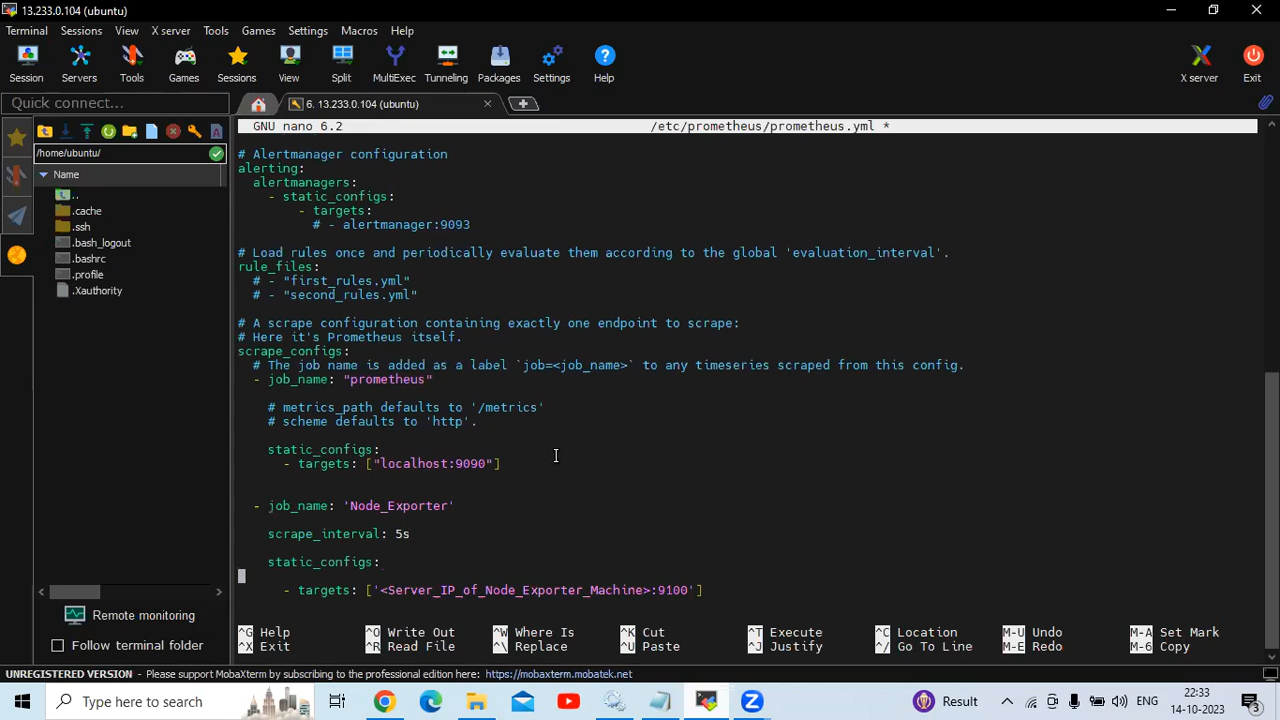 13.233.0.104 (ubuntu)
Terminal Sessions View X server Tools Games Settings Macros Help
Session Servers Tools Games Sessions View Split MultiExec Tunneling Packages Settings Help X server Exit
Quick connect... 6. 13.233.0.104 (ubuntu)
/home/ubuntu/
Name
..
.cache
.ssh
.bash_logout
.bashrc
.profile
.Xauthority
Remote monitoring
Follow terminal folder
GNU nano 6.2 /etc/prometheus/prometheus.yml *
# Alertmanager configuration
alerting:
alertmanagers:
- static_configs:
- targets:
# - alertmanager:9093
# Load rules once and periodically evaluate them according to the global 'evaluation_interval'.
rule_files:
# - "first_rules.yml"
# - "second_rules.yml"
# A scrape configuration containing exactly one endpoint to scrape:
# Here it's Prometheus itself.
scrape_configs:
# The job name is added as a label `job=<job_name>` to any timeseries scraped from this config.
- job_name: "prometheus"
# metrics_path defaults to '/metrics'
# scheme defaults to 'http'.
static_configs:
- targets: ["localhost:9090"]
- job_name: 'Node_Exporter'
scrape_interval: 5s
static_configs:
- targets: ['<Server_IP_of_Node_Exporter_Machine>:9100']
^G Help ^O Write Out ^W Where Is ^K Cut ^T Execute ^C Location M-U Undo M-A Set Mark
^X Exit ^R Read File ^\ Replace ^U Paste ^J Justify ^/ Go To Line M-E Redo M-6 Copy
UNREGISTERED VERSION - Please support MobaXterm by subscribing to the professional edition here: https://mobaxterm.mobatek.net
Type here to search
Result
ENG
22:33
14-10-2023
3